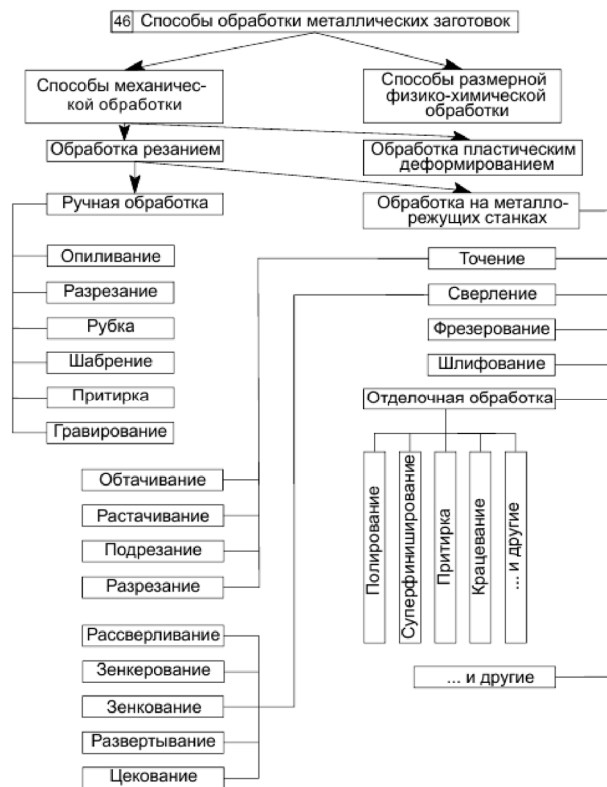 46 Способы обработки металлических заготовок
Способы механичес-
кой обработки
Способы размерной
физико-химической
обработки
Обработка резанием
Обработка пластическим
деформированием
Ручная обработка
Обработка на металло-
режущих станках
Опиливание
Разрезание
Рубка
Шабрение
Притирка
Гравирование
Точение
Сверление
Фрезерование
Шлифование
Отделочная обработка
Полирование
Суперфиниширование
Притирка
Крацевание
... и другие
Обтачивание
Растачивание
Подрезание
Разрезание
Рассверливание
Зенкерование
Зенкование
Развертывание
Цекование
... и другие